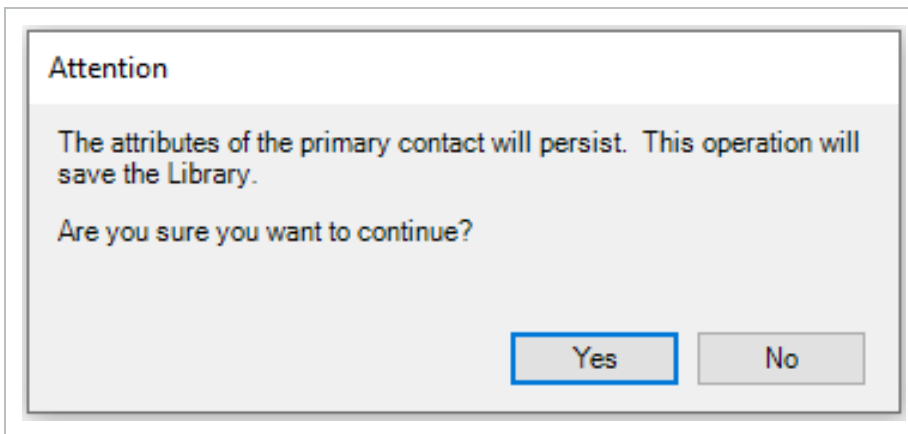 Attention
The attributes of the primary contact will persist.  This operation will
save the Library.
Are you sure you want to continue?
Yes
No